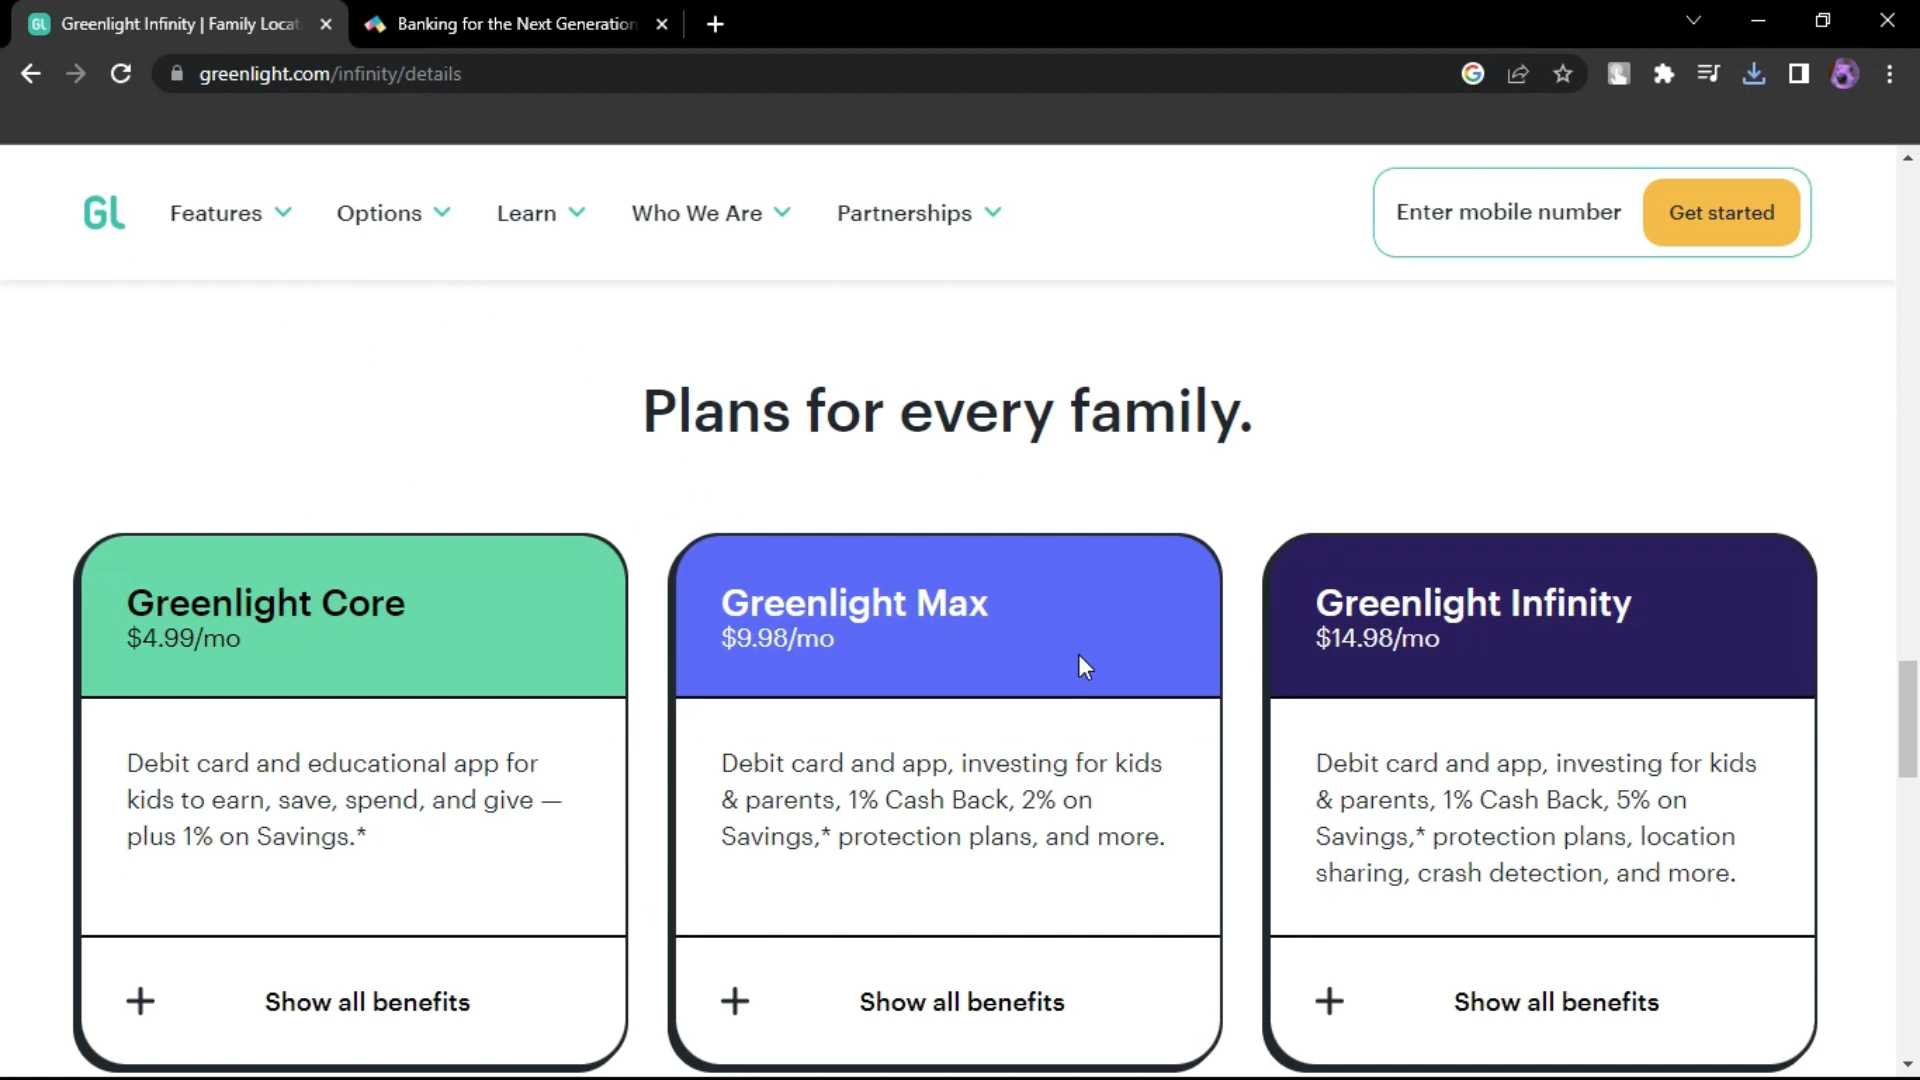 GL Greenlight Infinity | Family Locat
Banking for the Next Generation
greenlight.com/infinity/details
GL
Features
Options
Learn
Who We Are
Partnerships
Enter mobile number
Get started
Plans for every family.
Greenlight Core
$4.99/mo
Debit card and educational app for
kids to earn, save, spend, and give —
plus 1% on Savings.*
+ Show all benefits
Greenlight Max
$9.98/mo
Debit card and app, investing for kids
& parents, 1% Cash Back, 2% on
Savings,* protection plans, and more.
+ Show all benefits
Greenlight Infinity
$14.98/mo
Debit card and app, investing for kids
& parents, 1% Cash Back, 5% on
Savings,* protection plans, location
sharing, crash detection, and more.
+ Show all benefits